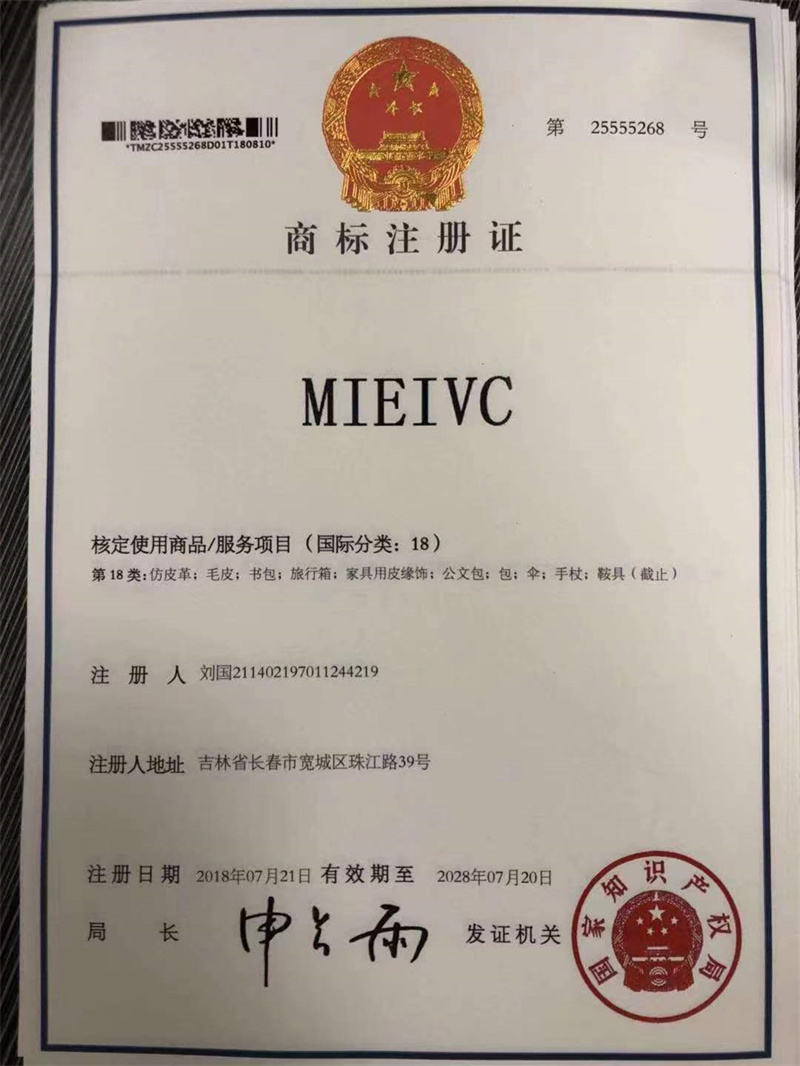 *TMZC25555268D01T180810*
第 25555268 号
商标注册证
MIEIVC
核定使用商品/服务项目（国际分类：18）
第 18 类：仿皮革；毛皮；书包；旅行箱；家具用皮缘饰；公文包；包；伞；手杖；鞍具（截止）
注 册 人 刘国211402197011244219
注册人地址 吉林省长春市宽城区珠江路39号
注册日期 2018年07月21日 有效期至 2028年07月20日
局 长 申长雨 发证机关
国家知识产权局